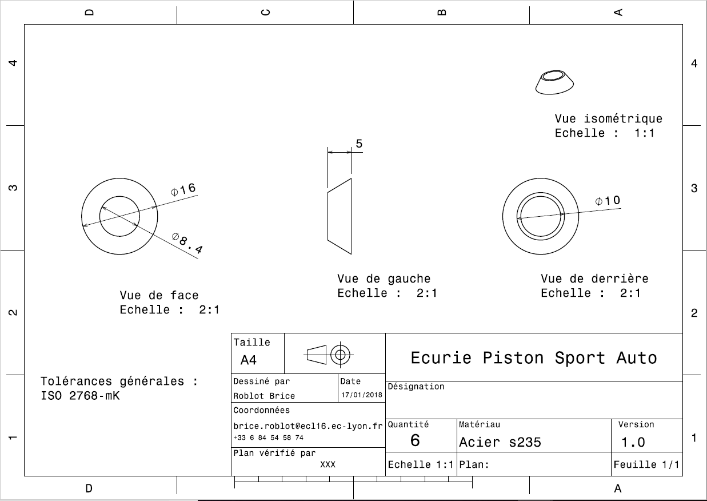 D C B A
4 4
Vue isométrique
Echelle : 1:1
5
3 3
Ø16
Ø8.4
Ø10
Vue de face
Echelle : 2:1
Vue de gauche
Echelle : 2:1
Vue de derrière
Echelle : 2:1
2 2
Taille
A4
Ecurie Piston Sport Auto
Tolérances générales :
ISO 2768-mK
Dessiné par
Roblot Brice
Date
17/01/2018
Désignation
Coordonnées
brice.roblot@ecl16.ec-lyon.fr
+33 6 84 54 58 74
Quantité
6
Matériau
Acier s235
Version
1.0
1 1
Plan vérifié par
XXX
Echelle 1:1
Plan:
Feuille 1/1
D A